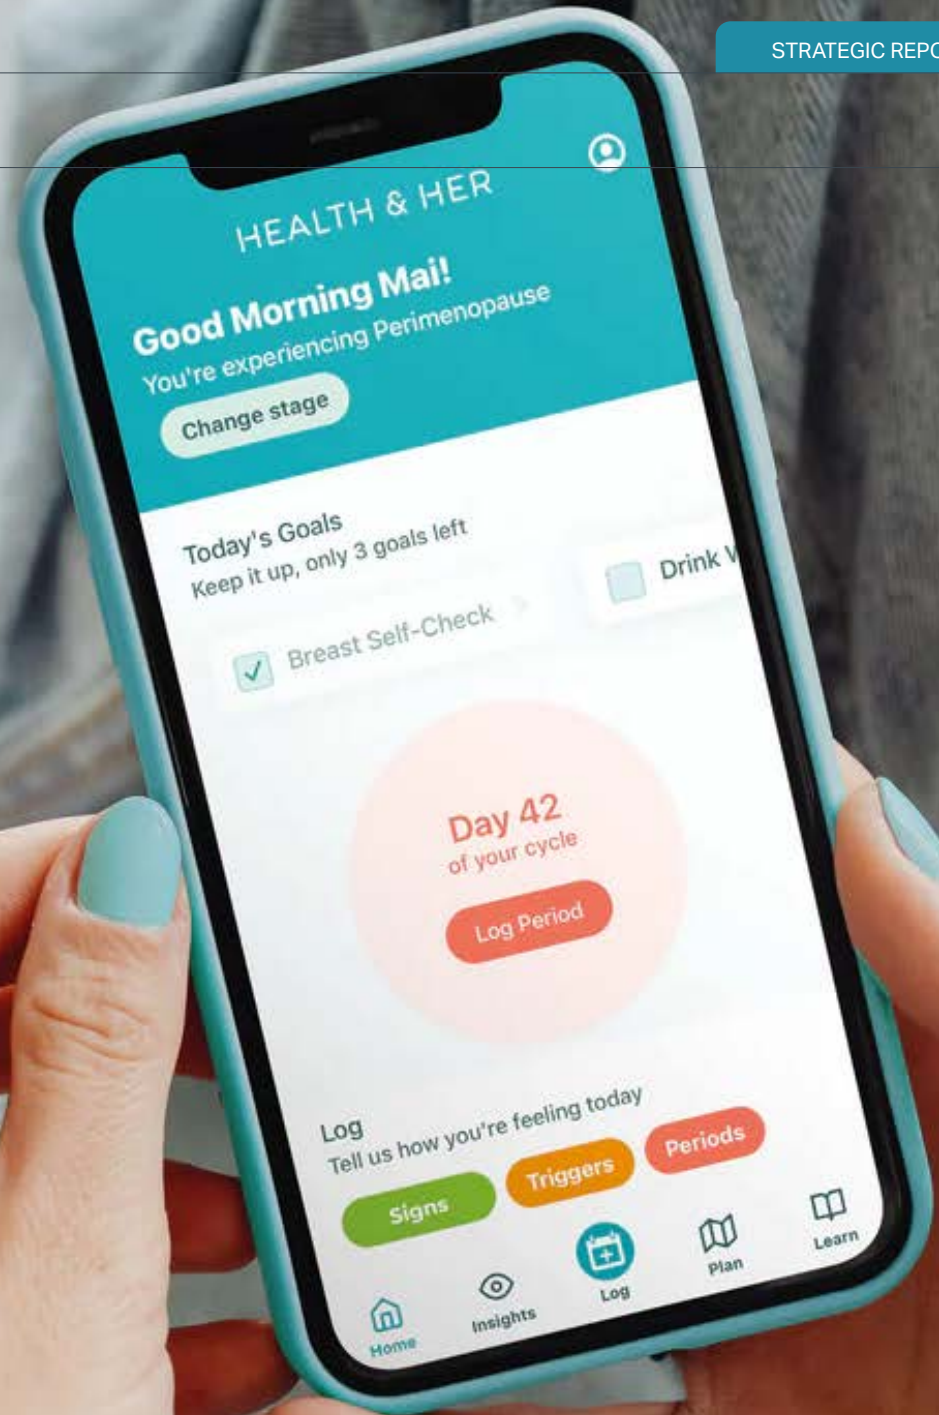 STRATEGIC REPO
HEALTH & HER
Good Morning Mai!
You're experiencing Perimenopause
Change stage
Today's Goals
Keep it up, only 3 goals left
Breast Self-Check
Drink
Day 42
of your cycle
Log Period
Log
Tell us how you're feeling today
Signs
Triggers
Periods
Home
Insights
Log
Plan
Learn